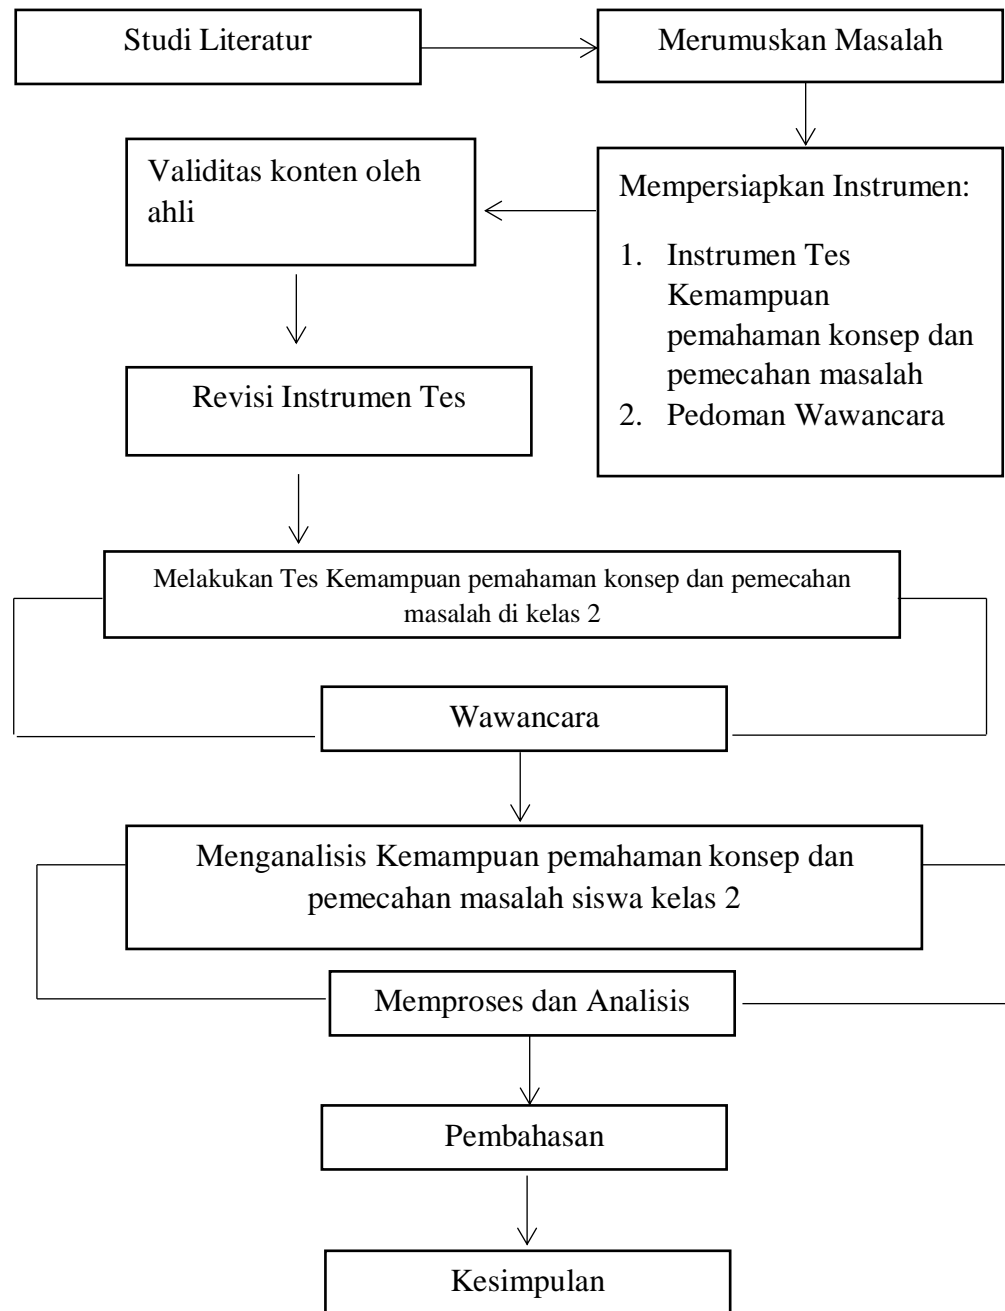 Studi Literatur
Merumuskan Masalah
Validitas konten oleh
ahli
Mempersiapkan Instrumen:
1. Instrumen Tes
Kemampuan
pemahaman konsep dan
pemecahan masalah
2. Pedoman Wawancara
Revisi Instrumen Tes
Melakukan Tes Kemampuan pemahaman konsep dan pemecahan
masalah di kelas 2
Wawancara
Menganalisis Kemampuan pemahaman konsep dan
pemecahan masalah siswa kelas 2
Memproses dan Analisis
Pembahasan
Kesimpulan